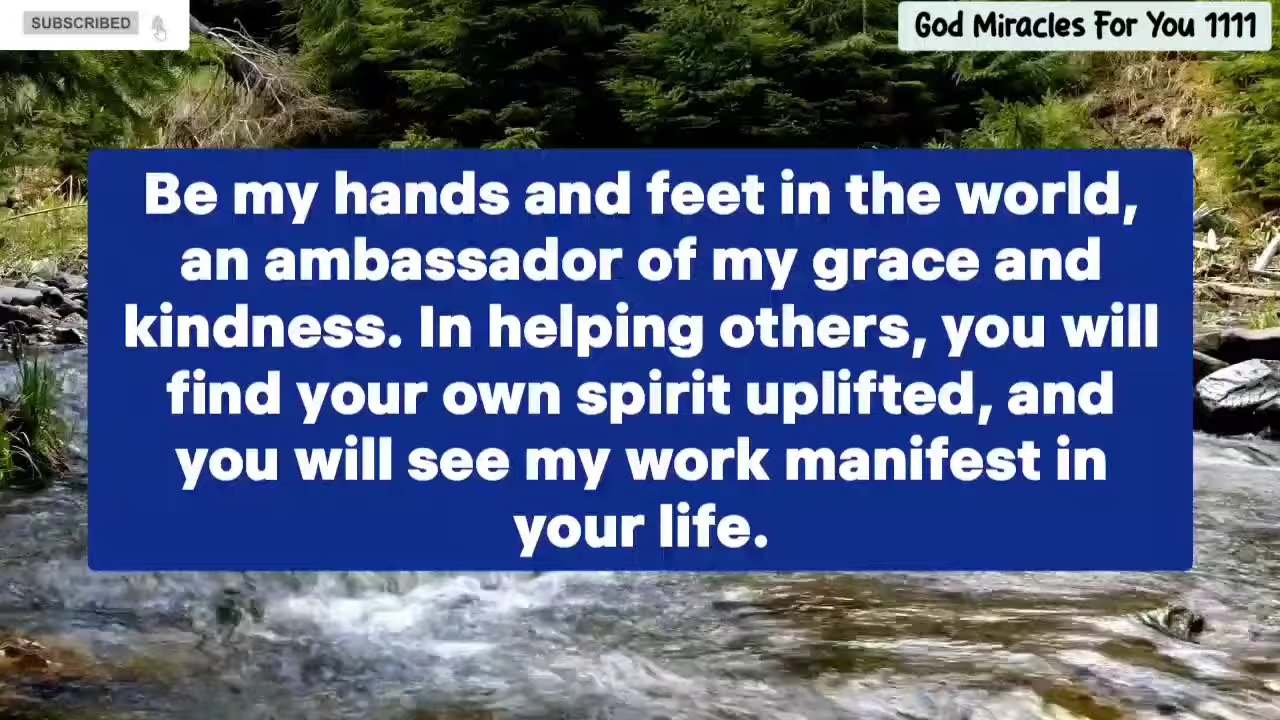 SUBSCRIBED
God Miracles For You 1111
Be my hands and feet in the world,
an ambassador of my grace and
kindness. In helping others, you will
find your own spirit uplifted, and
you will see my work manifest in
your life.